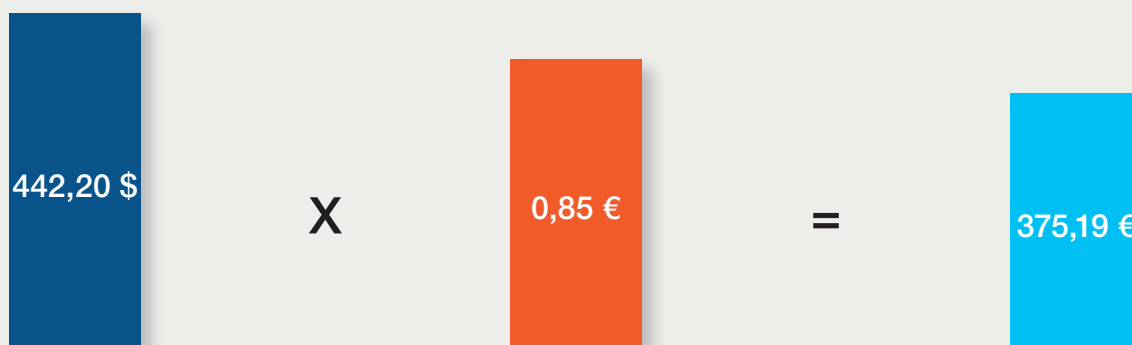 442,20 $
X
0,85 €
=
375,19 €